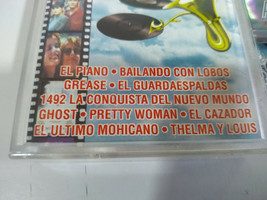 EL PIANO • BAILANDO CON LOBOS
GREASE • EL GUARDAESPALDAS
1492 LA CONQUISTA DEL NUEVO MUNDO
GHOST • PRETTY WOMAN • EL CAZADOR
EL ULTIMO MOHICANO • THELMA Y LOUIS